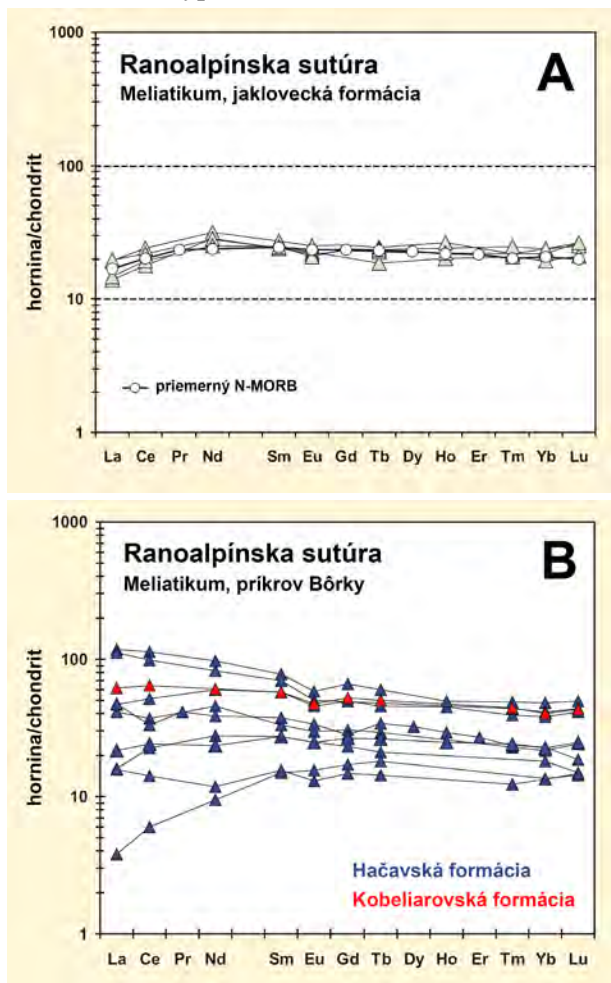 1000
Ranoalpínska sutúra
Meliatikum, jaklovecká formácia
A
100
hornina/chondrit
10
priemerný N-MORB
1
La Ce Pr Nd Sm Eu Gd Tb Dy Ho Er Tm Yb Lu
1000
Ranoalpínska sutúra
Meliatikum, príkrov Bôrky
B
100
hornina/chondrit
10
Hačavská formácia
Kobeliarovská formácia
1
La Ce Pr Nd Sm Eu Gd Tb Dy Ho Er Tm Yb Lu